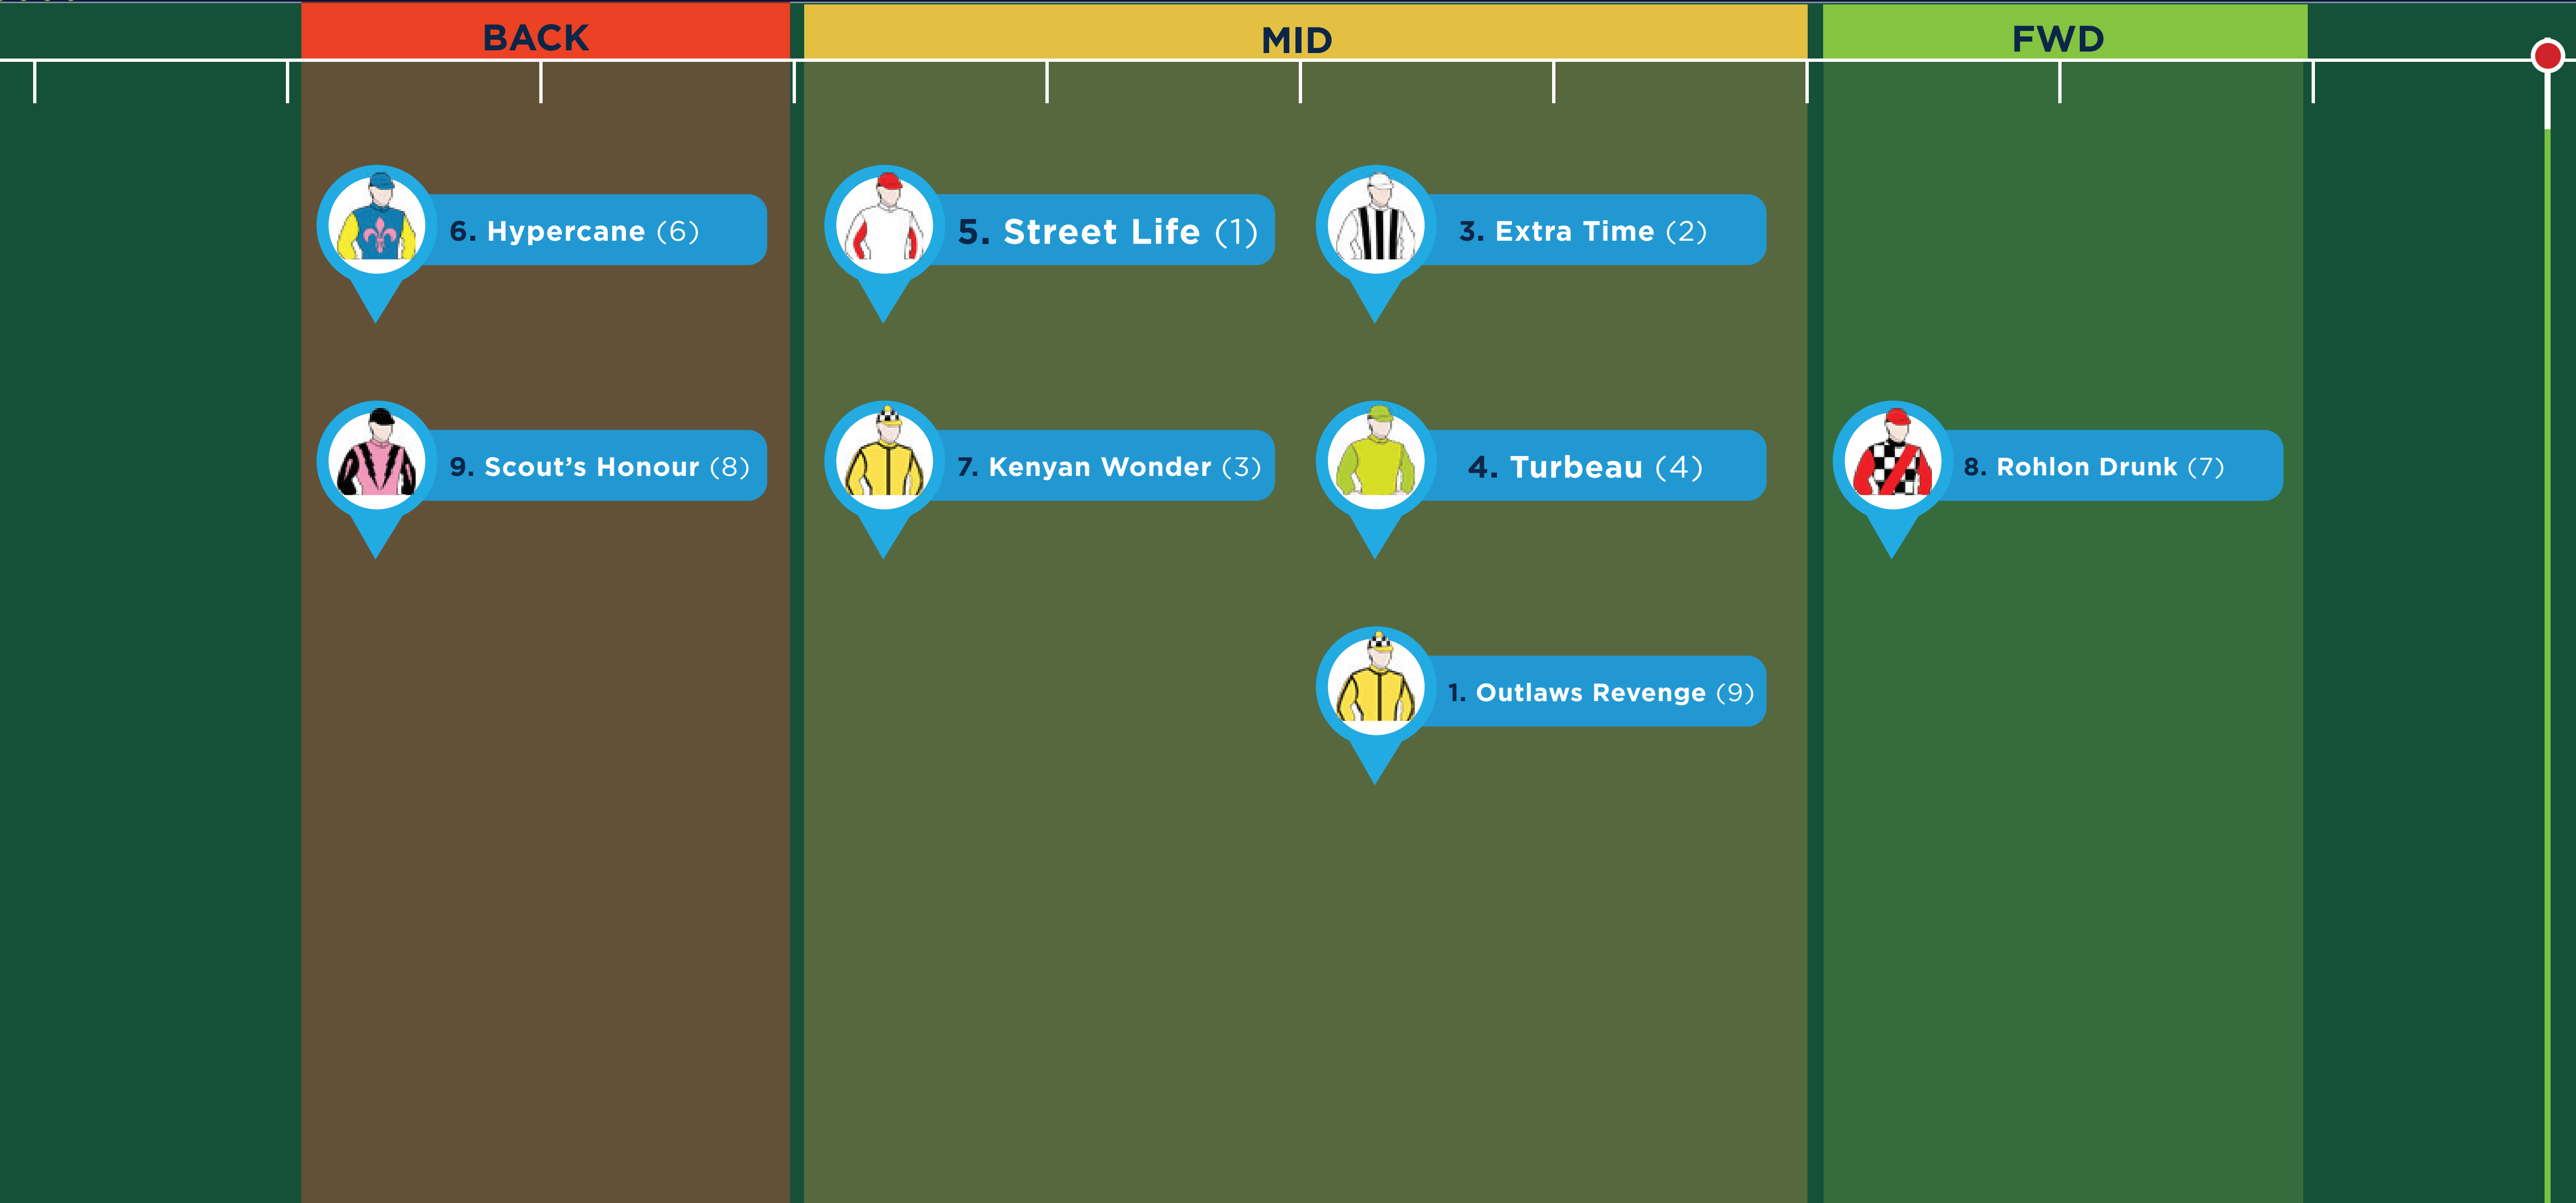 BACK
MID
FWD
6. Hypercane (6)
5. Street Life (1)
3. Extra Time (2)
9. Scout’s Honour (8)
7. Kenyan Wonder (3)
4. Turbeau (4)
8. Rohlon Drunk (7)
1. Outlaws Revenge (9)